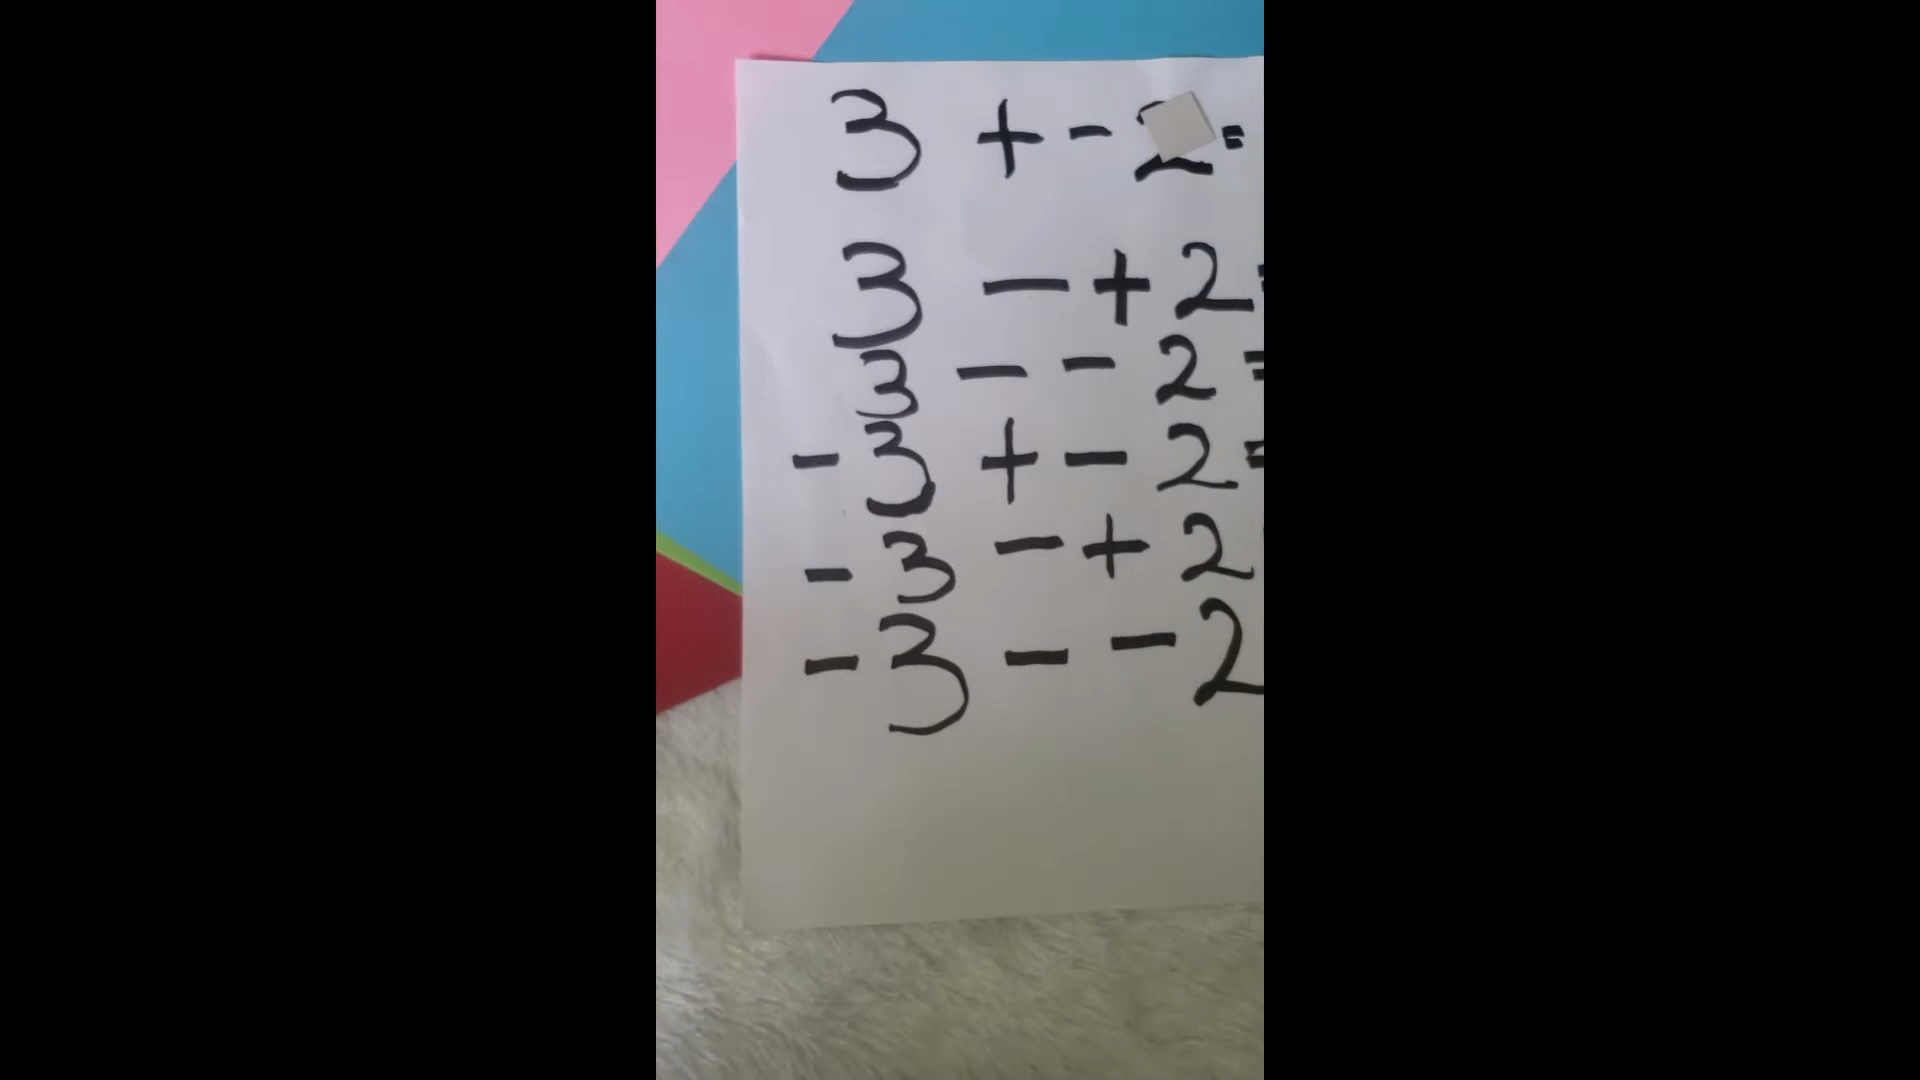 3 + - 2 =
3 - + 2 =
3 - - 2 =
- 3 + - 2 =
- 3 - + 2
- 3 - - 2